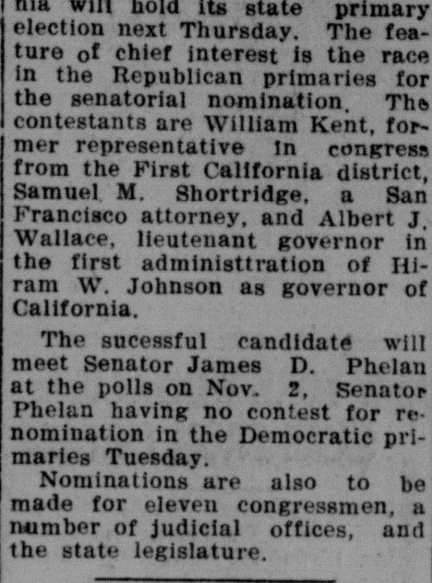 nia will hold its state primary
election next Thursday. The fea-
ture of chief interest is the race
in the Republican primaries for
the senatorial nomination. The
contestants are William Kent, for-
mer representative in congress
from the First California district,
Samuel M. Shortridge, a San
Francisco attorney, and Albert J.
Wallace, lieutenant governor in
the first administtration of Hi-
ram W. Johnson as governor of
California.
The sucessful candidate will
meet Senator James D. Phelan
at the polls on Nov. 2, Senator
Phelan having no contest for re-
nomination in the Democratic pri-
maries Tuesday.
Nominations are also to be
made for eleven congressmen, a
number of judicial offices, and
the state legislature.